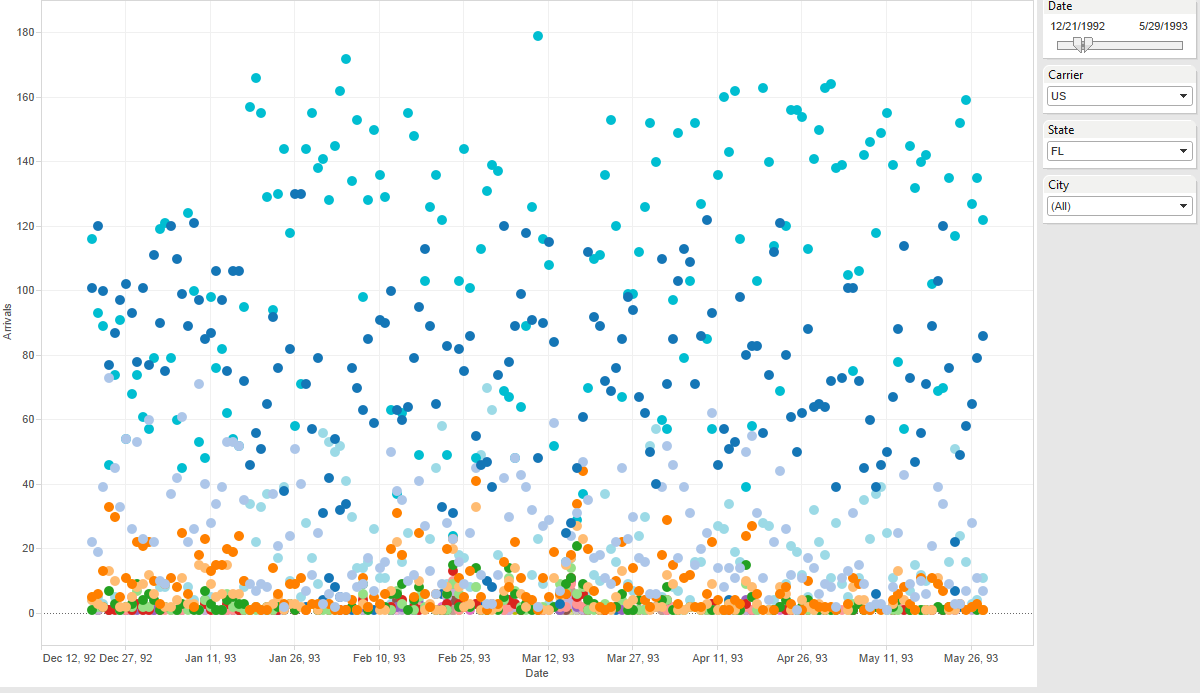 180
160
140
120
100
80
60
40
20
0
Arrivals
Dec 12, 92 Dec 27, 92 Jan 11, 93 Jan 26, 93 Feb 10, 93 Feb 25, 93 Mar 12, 93 Mar 27, 93 Apr 11, 93 Apr 26, 93 May 11, 93 May 26, 93
Date
Date
12/21/1992 5/29/1993
Carrier
US
State
FL
City
(All)